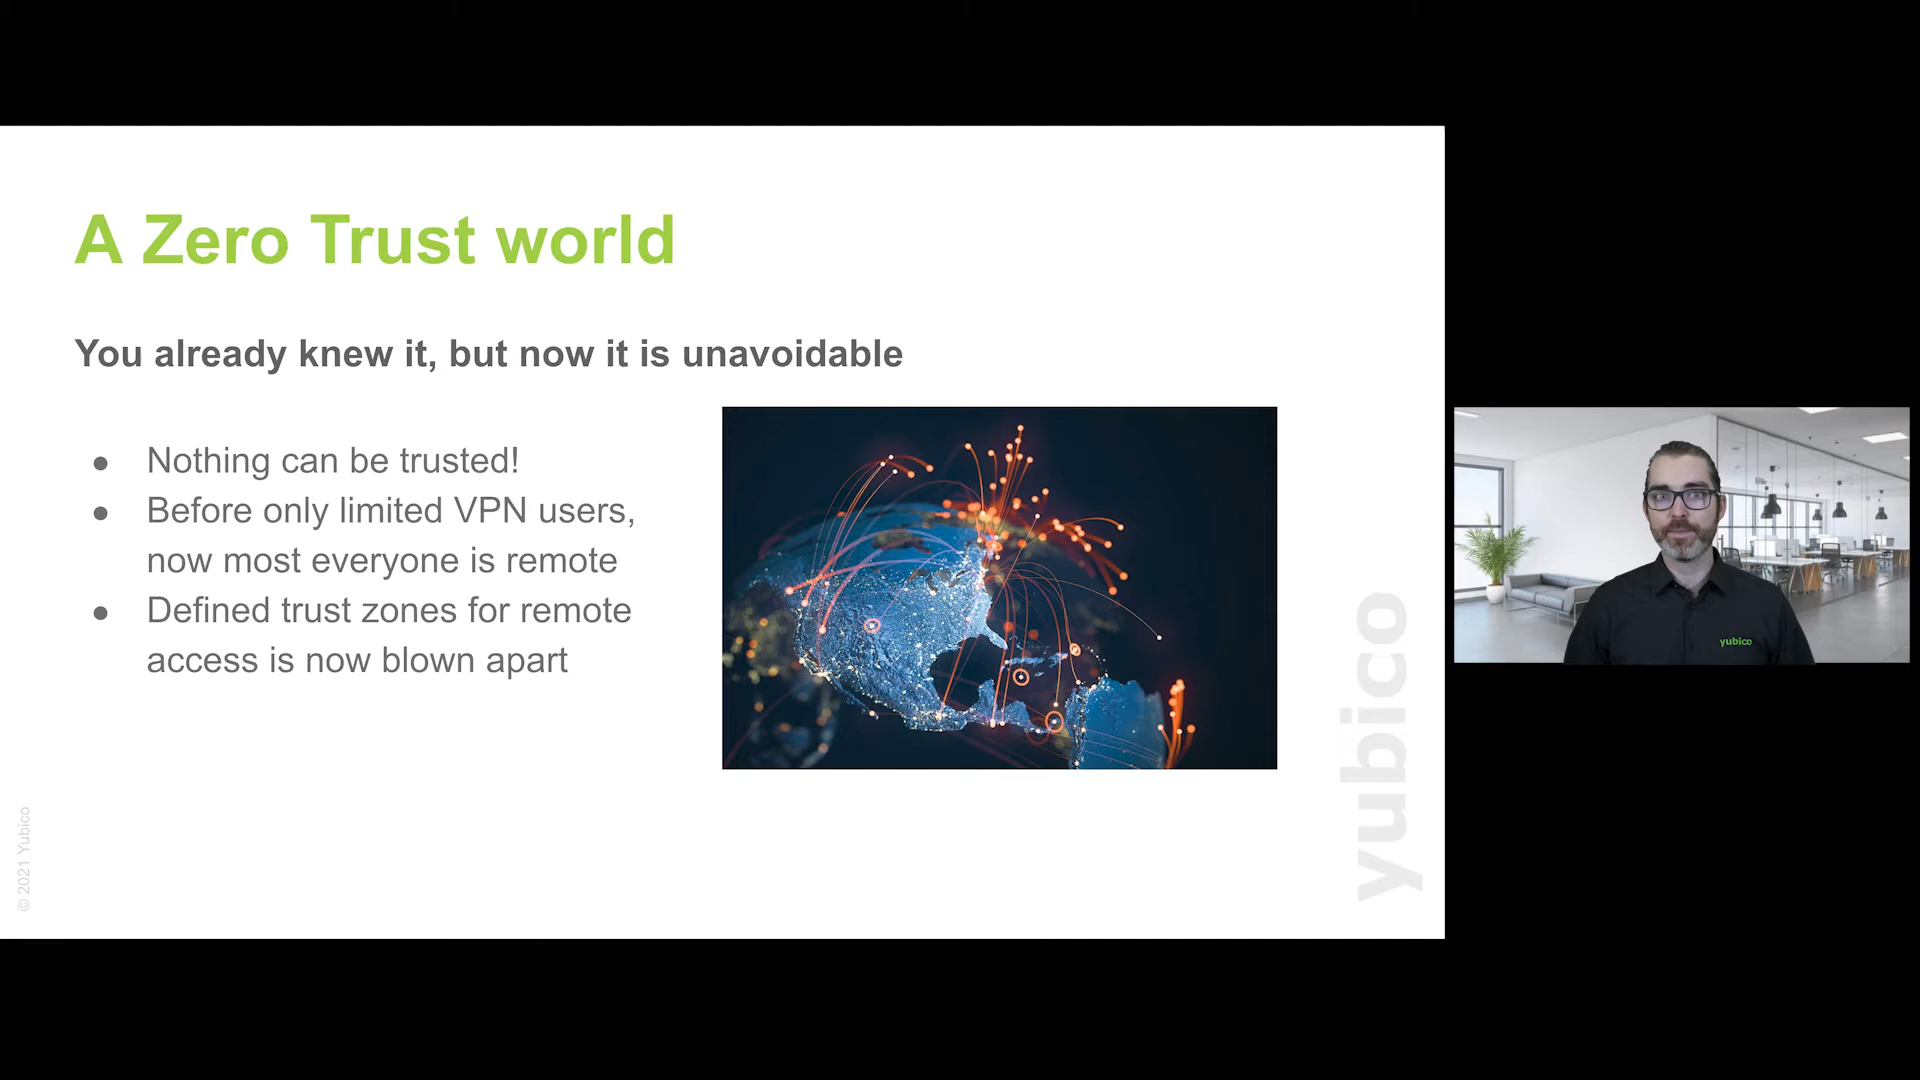 A Zero Trust world
You already knew it, but now it is unavoidable
● Nothing can be trusted!
● Before only limited VPN users,
now most everyone is remote
● Defined trust zones for remote
access is now blown apart
© 2021 Yubico
yubico
yubico